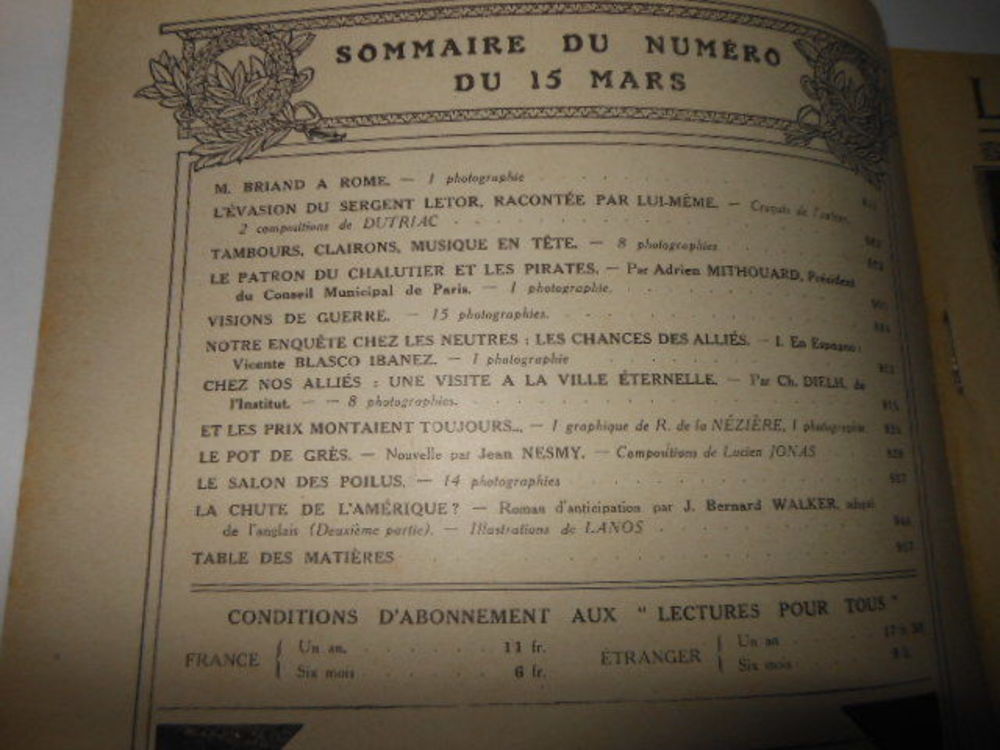 SOMMAIRE DU NUMÉRO
DU 15 MARS
M. BRIAND A ROME. — 1 photographie
L'ÉVASION DU SERGENT LETOR, RACONTÉE PAR LUI-MÊME. — Croquis de l'auteur,
2 compositions de DUTRIAC
TAMBOURS, CLAIRONS, MUSIQUE EN TÊTE. — 8 photographies
LE PATRON DU CHALUTIER ET LES PIRATES. — Par Adrien MITHOUARD, Président
du Conseil Municipal de Paris. — 1 photographie.
VISIONS DE GUERRE. — 15 photographies.
NOTRE ENQUÊTE CHEZ LES NEUTRES : LES CHANCES DES ALLIÉS. — I. En Espagne :
Vicente BLASCO IBANEZ. — 1 photographie
CHEZ NOS ALLIÉS : UNE VISITE A LA VILLE ÉTERNELLE. — Par Ch. DIELH, de
l'Institut. — — 8 photographies.
ET LES PRIX MONTAIENT TOUJOURS... — 1 graphique de R. de la NÉZIÈRE, 1 photographie
LE POT DE GRÈS. — Nouvelle par Jean NESMY. — Compositions de Lucien JONAS
LE SALON DES POILUS. — 14 photographies
LA CHUTE DE L'AMÉRIQUE ? — Roman d'anticipation par J. Bernard WALKER, adapté
de l'anglais (Deuxième partie). — Illustrations de LANOS
TABLE DES MATIÈRES
CONDITIONS D'ABONNEMENT AUX "LECTURES POUR TOUS"
FRANCE { Un an. 11 fr.
Six mois 6 fr.
ÉTRANGER { Un an
Six mois